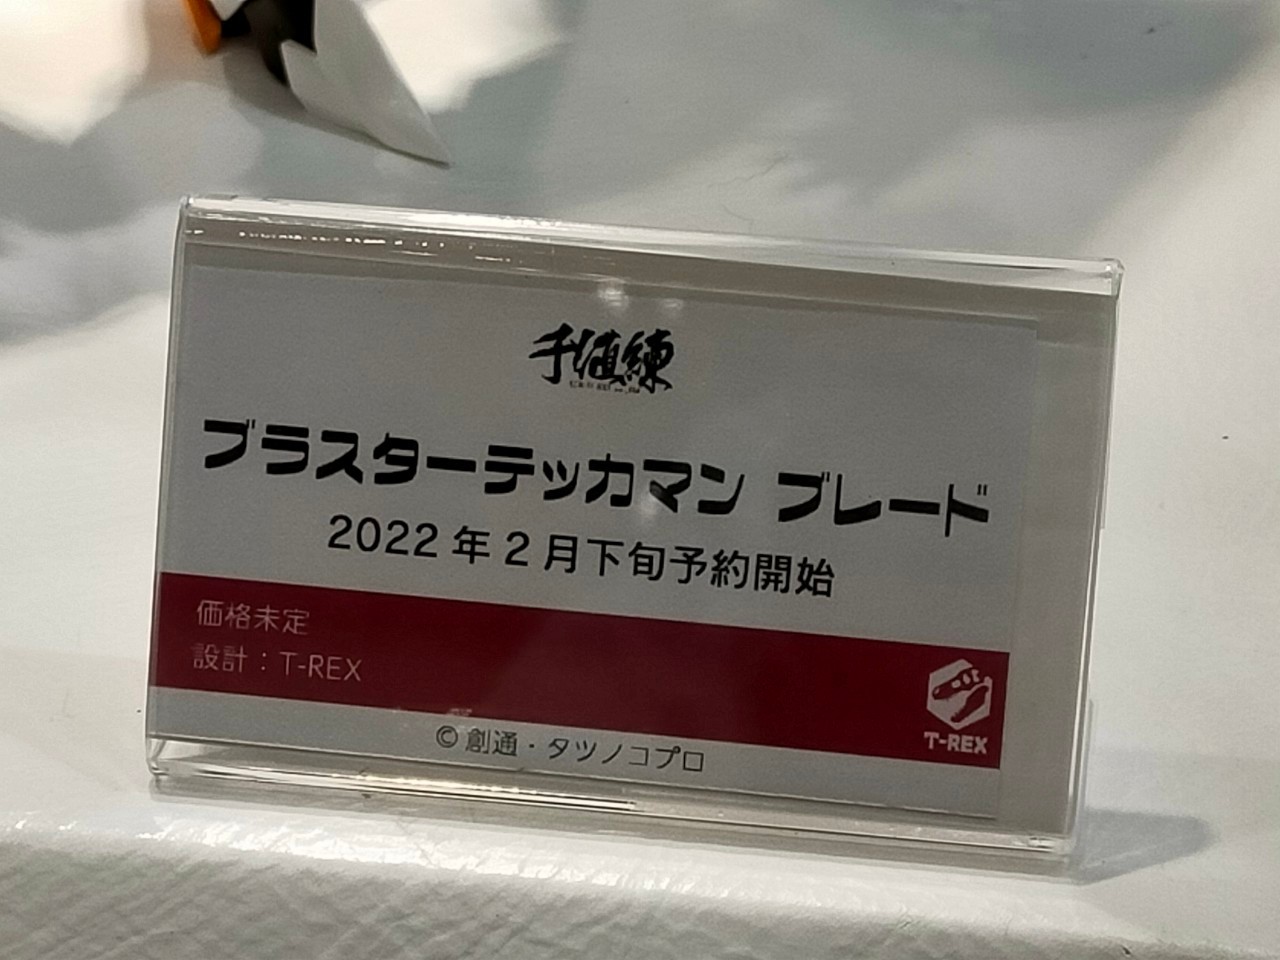 千値練
ブラスターテッカマン ブレード
2022年2月下旬予約開始
価格未定
設計：T-REX
T-REX
© 創通・タツノコプロ